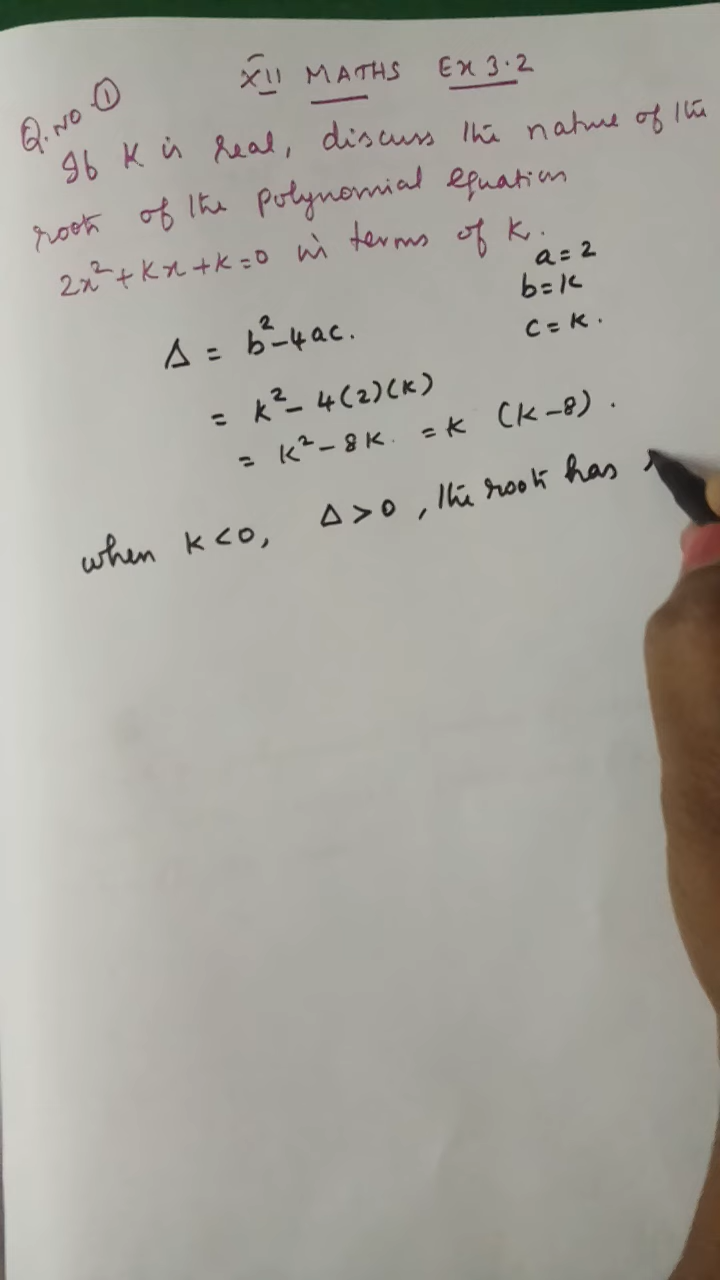 XII MATHS Ex 3.2
Q.NO. ①
If K is real, discuss the nature of the
roots of the polynomial equation
2x²+Kx+K=0 in terms of K.
a=2
b=K
c=K.
Δ = b²-4ac.
= K²-4(2)(K)
= K²-8K. = K (K-8).
when K<0, Δ>0, the roots has